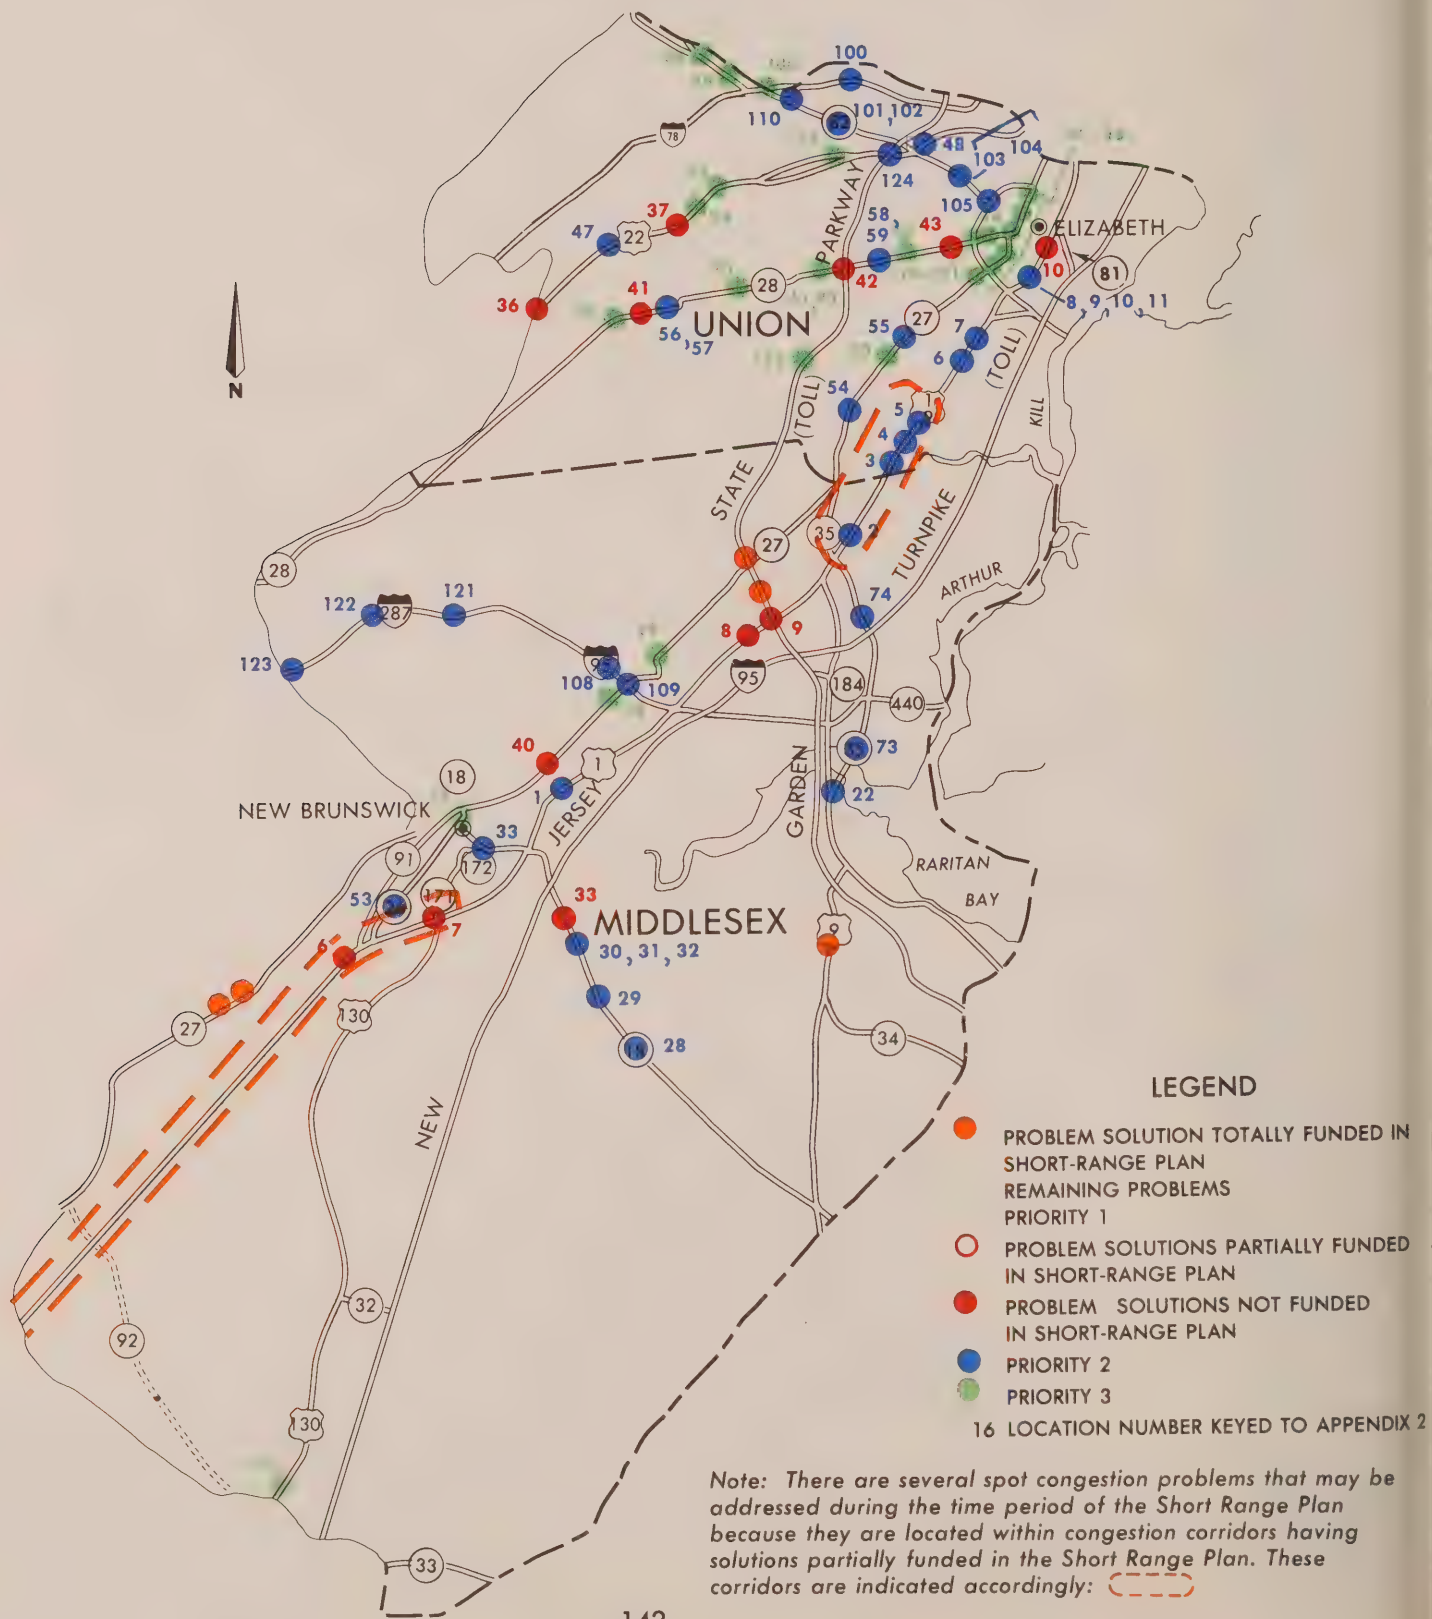 100
101,102
110
82
78
48
103
104
124
105
PARKWAY
58,
59
43
37
47
22
ELIZABETH
10
81
42
28
41
36
UNION
56,57
8, 9, 10, 11
27
55
7
6
(TOLL)
N
54
(TOLL)
5
1
9
KILL
4
3
STATE
35
2
TURNPIKE
27
28
ARTHUR
74
122
287
121
8
9
123
95
108
109
95
184
440
40
73
18
1
GARDEN
1
22
JERSEY
NEW BRUNSWICK
33
91
172
RARITAN
BAY
53
171
33
7
MIDDLESEX
9
6
30, 31, 32
29
130
27
18
28
34
NEW
LEGEND
PROBLEM SOLUTION TOTALLY FUNDED IN
SHORT-RANGE PLAN
REMAINING PROBLEMS
PRIORITY 1
PROBLEM SOLUTIONS PARTIALLY FUNDED
IN SHORT-RANGE PLAN
PROBLEM SOLUTIONS NOT FUNDED
IN SHORT-RANGE PLAN
PRIORITY 2
PRIORITY 3
16 LOCATION NUMBER KEYED TO APPENDIX 2
32
92
130
33
Note: There are several spot congestion problems that may be
addressed during the time period of the Short Range Plan
because they are located within congestion corridors having
solutions partially funded in the Short Range Plan. These
corridors are indicated accordingly: